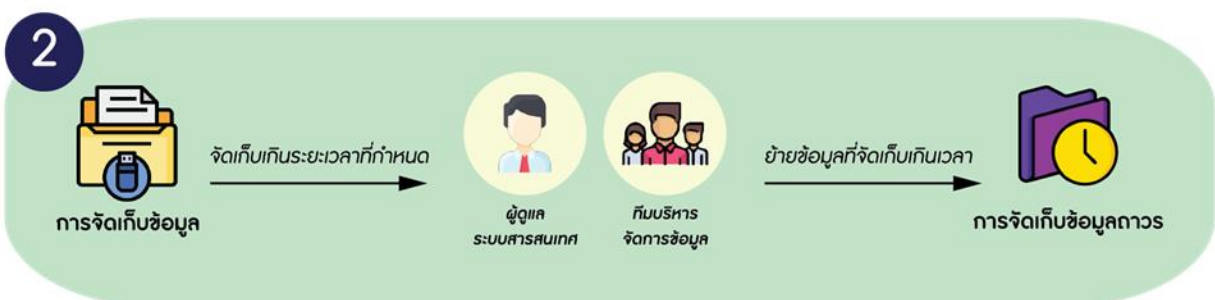 2
การจัดเก็บข้อมูล
จัดเก็บเกินระยะเวลาที่กำหนด
ผู้ดูแล
ระบบสารสนเทศ
ทีมบริหาร
จัดการข้อมูล
ย้ายข้อมูลที่จัดเก็บเกินเวลา
การจัดเก็บข้อมูลถาวร